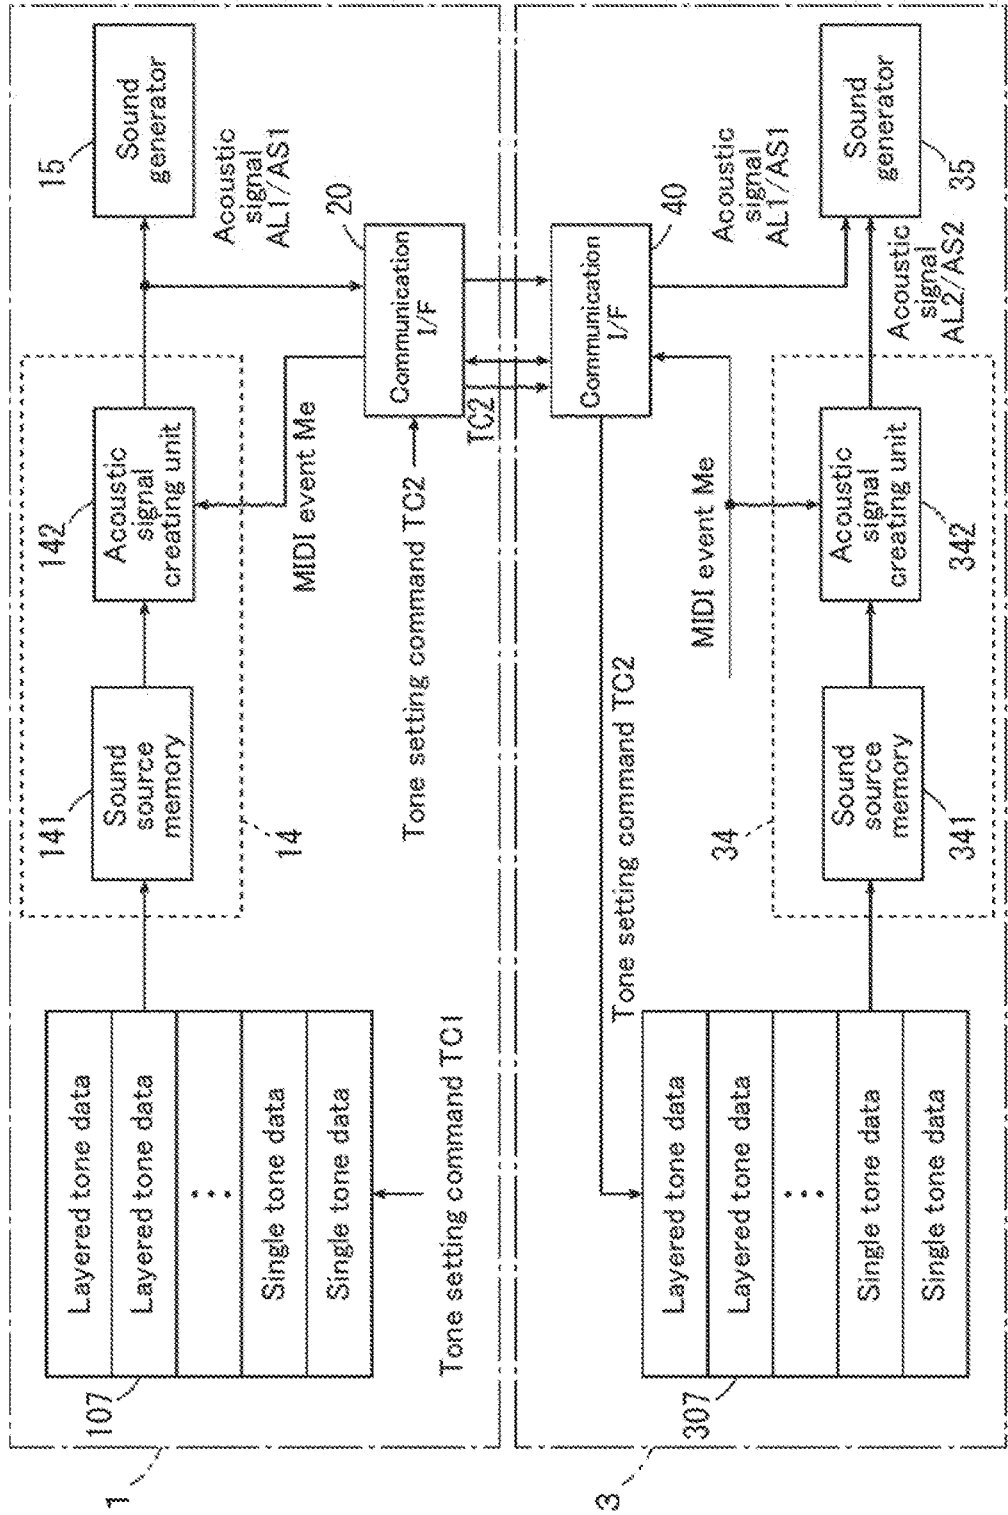 1
107
Layered tone data
Layered tone data
Single tone data
Single tone data
Tone setting command TC1
141
Sound
source
memory
14
142
Acoustic
signal
creating unit
MIDI event Me
Tone setting command TC2
15
Sound
generator
Acoustic
signal
AL1/AS1
20
Communication
I/F
TC2
3
307
Layered tone data
Layered tone data
Single tone data
Single tone data
Tone setting command TC2
34
Sound
source
memory
341
MIDI event Me
Acoustic
signal
creating unit
342
Communication
I/F
40
Acoustic
signal
AL1/AS1
Acoustic
signal
AL2/AS2
Sound
generator
35